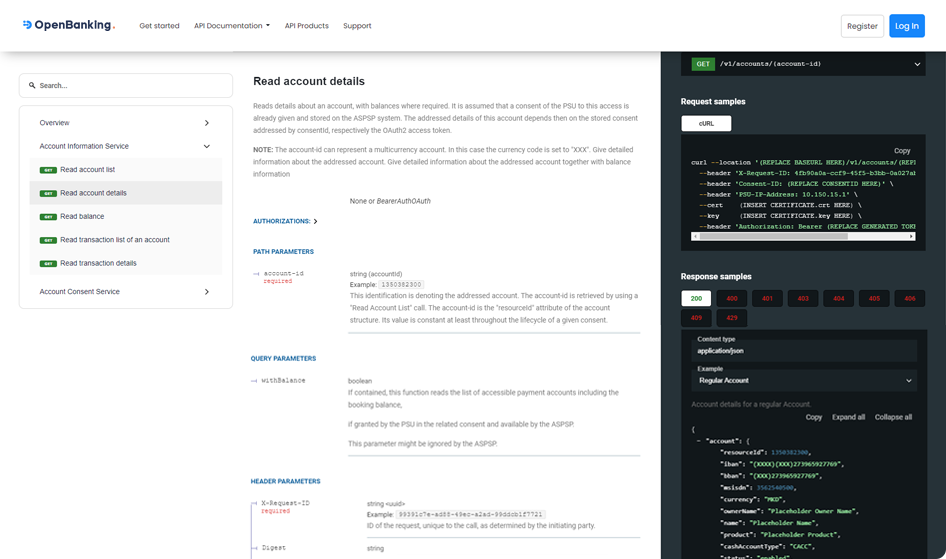 OpenBanking.
Get started
API Documentation
API Products
Support
Register
Log In
Search...
Overview
Account Information Service
GET Read account list
GET Read account details
GET Read balance
GET Read transaction list of an account
GET Read transaction details
Account Consent Service
Read account details
Reads details about an account, with balances where required. It is assumed that a consent of the PSU to this access is
already given and stored on the ASPSP system. The addressed details of this account depends then on the stored consent
addressed by consentId, respectively the OAuth2 access token.
NOTE: The account-id can represent a multicurrency account. In this case the currency code is set to "XXX". Give detailed
information about the addressed account. Give detailed information about the addressed account together with balance
information
None or BearerAuthOAuth
AUTHORIZATIONS:
PATH PARAMETERS
account-id
required
string (accountId)
Example: 1350382300
This identification is denoting the addressed account. The account-id is retrieved by using a
"Read Account List" call. The account-id is the "resourceId" attribute of the account
structure. Its value is constant at least throughout the lifecycle of a given consent.
QUERY PARAMETERS
withBalance
boolean
If contained, this function reads the list of accessible payment accounts including the
booking balance,
if granted by the PSU in the related consent and available by the ASPSP.
This parameter might be ignored by the ASPSP.
HEADER PARAMETERS
X-Request-ID
required
string <uuid>
Example: 99391c7e-ad88-49ec-a2ad-99ddcb1f7721
ID of the request, unique to the call, as determined by the initiating party.
Digest
string
GET /v1/accounts/{account-id}
Request samples
cURL
Copy
curl --location '(REPLACE BASEURL HERE)/v1/accounts/(REPL
--header 'X-Request-ID: 4fb90a0a-ccf9-45f5-b3bb-0a027ab
--header 'Consent-ID: (REPLACE CONSENTID HERE)' \
--header 'PSU-IP-Address: 10.150.15.1' \
--cert (INSERT CERTIFICATE.crt HERE) \
--key (INSERT CERTIFICATE.key HERE) \
--header 'Authorization: Bearer (REPLACE GENERATED TOKE
Response samples
200 400 401 403 404 405 406
409 429
Content type
application/json
Example
Regular Account
Account details for a regular Account.
Copy Expand all Collapse all
{
- "account": {
"resourceId": 1350382300,
"iban": "(XXXX)(XXX)273965927769",
"bban": "(XXX)273965927769",
"msisdn": 3562540500,
"currency": "MKD",
"ownerName": "Placeholder Owner Name",
"name": "Placeholder Name",
"product": "Placeholder Product",
"cashAccountType": "CACC",
"status": "enabled",